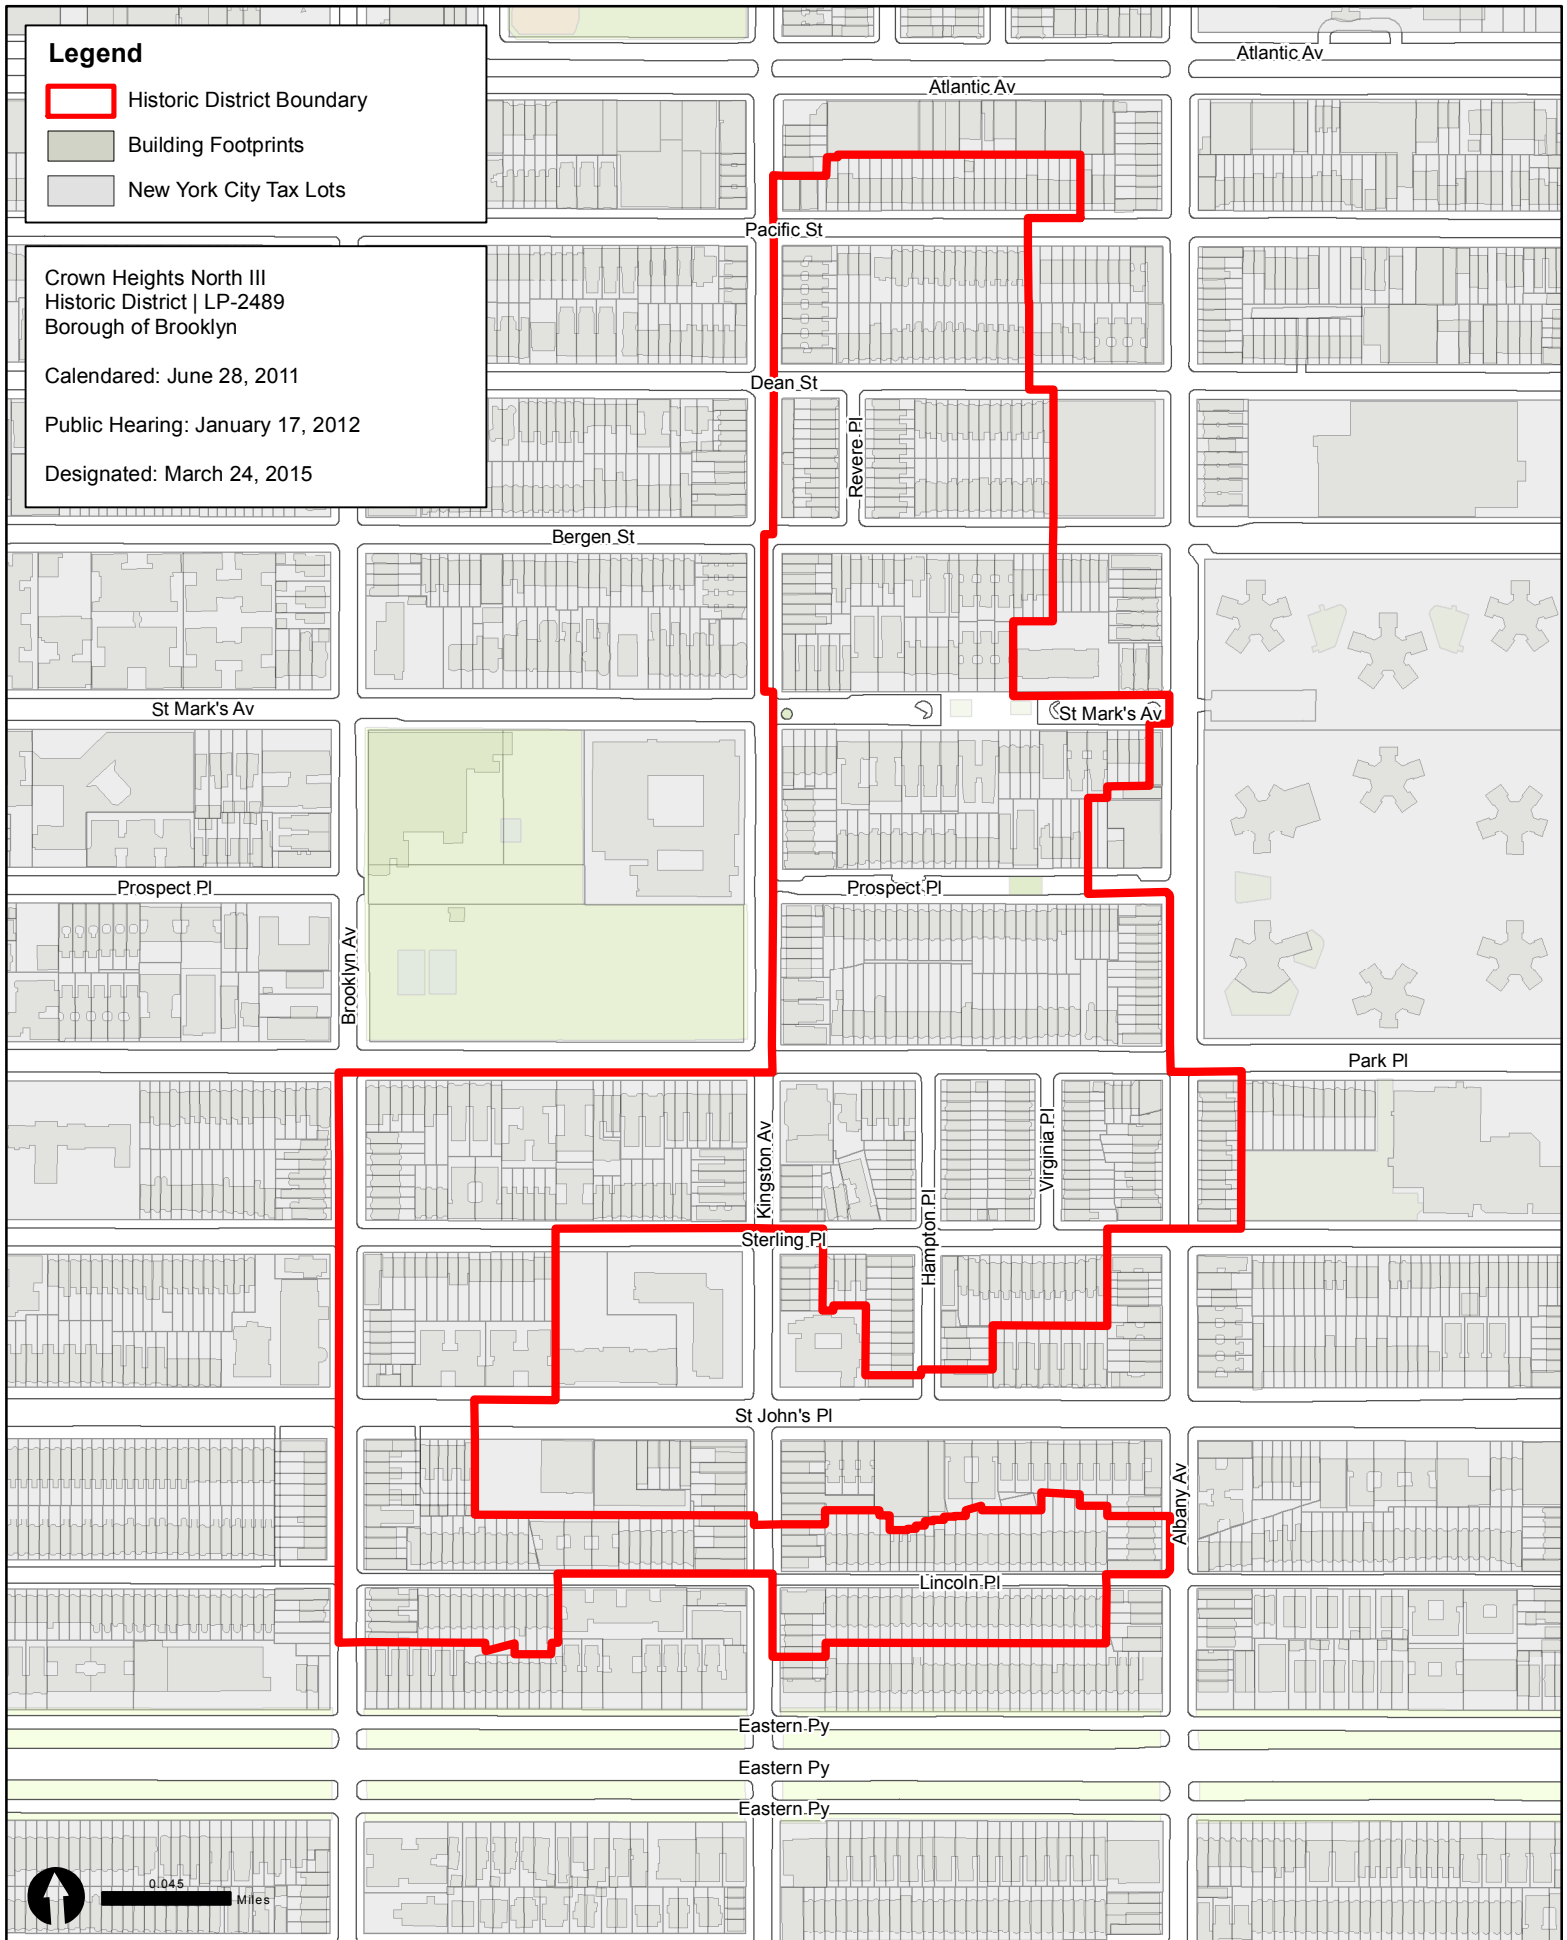 Legend
Historic District Boundary
Building Footprints
New York City Tax Lots
Crown Heights North III
Historic District | LP-2489
Borough of Brooklyn
Calendared: June 28, 2011
Public Hearing: January 17, 2012
Designated: March 24, 2015
Atlantic Av
Atlantic Av
Pacific St
Dean St
Revere Pl
Bergen St
St Mark's Av
St Mark's Av
Prospect Pl
Prospect Pl
Brooklyn Av
Park Pl
Kingston Av
Virginia Pl
Hampton Pl
Sterling Pl
St John's Pl
Albany Av
Lincoln Pl
Eastern Py
Eastern Py
Eastern Py
0.045
Miles